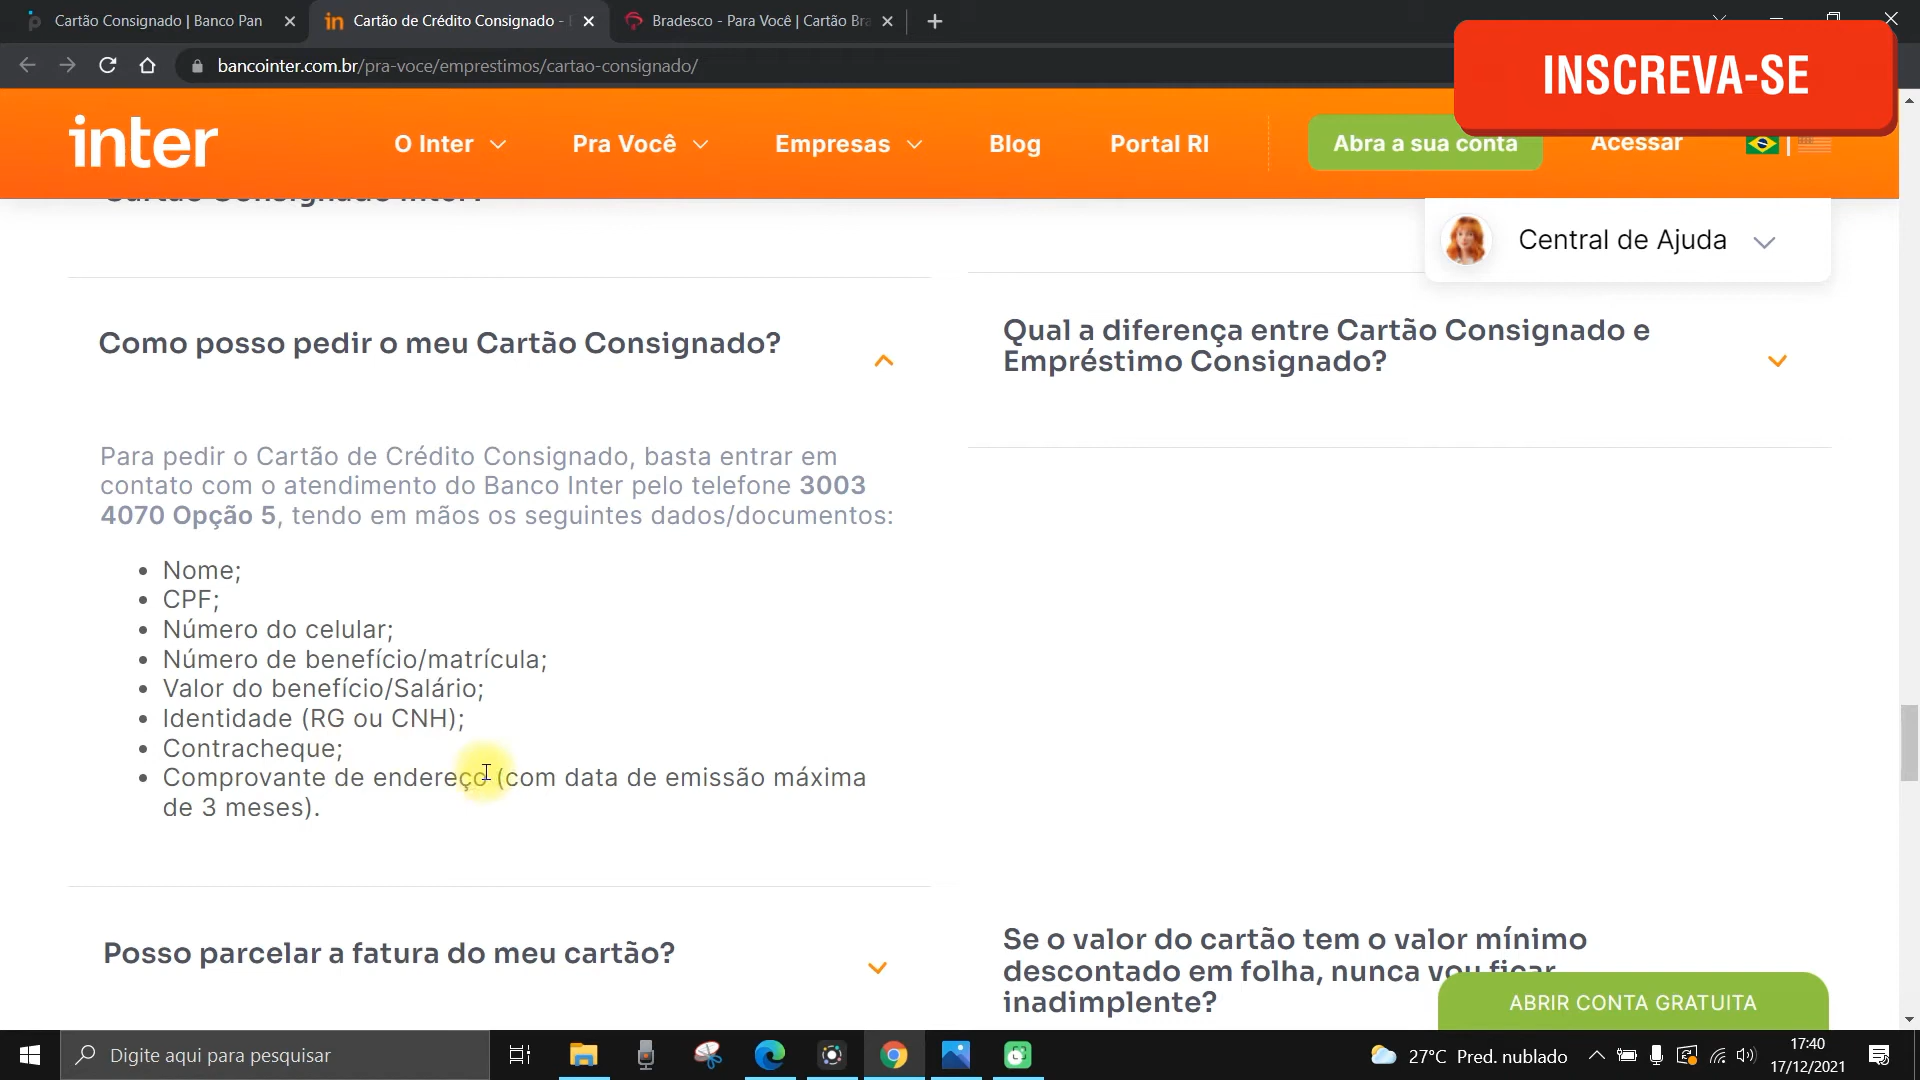 Cartão Consignado | Banco Pan
Cartão de Crédito Consignado -
Bradesco - Para Você | Cartão Bra
bancointer.com.br/pra-voce/emprestimos/cartao-consignado/
INSCREVA-SE
inter
O Inter
Pra Você
Empresas
Blog
Portal RI
Abra a sua conta
Acessar
Cartão Consignado Inter?
Central de Ajuda
Como posso pedir o meu Cartão Consignado?
Para pedir o Cartão de Crédito Consignado, basta entrar em
contato com o atendimento do Banco Inter pelo telefone 3003
4070 Opção 5, tendo em mãos os seguintes dados/documentos:
• Nome;
• CPF;
• Número do celular;
• Número de benefício/matrícula;
• Valor do benefício/Salário;
• Identidade (RG ou CNH);
• Contracheque;
• Comprovante de endereço (com data de emissão máxima
de 3 meses).
Qual a diferença entre Cartão Consignado e
Empréstimo Consignado?
Posso parcelar a fatura do meu cartão?
Se o valor do cartão tem o valor mínimo
descontado em folha, nunca vou ficar
inadimplente?
ABRIR CONTA GRATUITA
Digite aqui para pesquisar
27°C Pred. nublado
17:40
17/12/2021